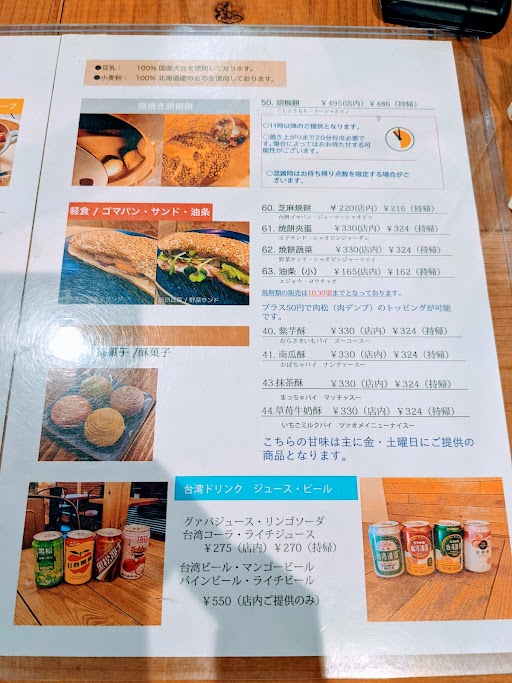 ●豆乳： 100% 国産大豆を使用しております。
●小麦粉： 100% 北海道産のものを使用しております。
窯焼き胡椒餅
50. 胡椒餅 ￥495(店内) ￥486（持帰）
こしょうもち・フージャオビン
○11時以降のご提供となります。
○焼き上がりまで20分程度必要です。場合によってはお待たせする可能性がございます。
○混雑時はお持ち帰り点数を限定する場合がございます。
軽食 / ゴマパン・サンド・油条
60. 芝麻焼餅 ￥ 220(店内) ￥216（持帰）
台湾ゴマパン・ジューマーシャオビン
61. 焼餅夾蛋 ￥330(店内) ￥324（持帰）
玉子サンド・シャオビンジャーダン
62. 焼餅蔬菜 ￥330(店内) ￥324（持帰）
野菜サンド・シャオビンジャーツァイ
63. 油条（小） ￥165(店内) ￥162（持帰）
ユジョウ・コウチャオ
焼餅類の販売は10:30頃までとなっております。
プラス50円で肉松（肉デンブ）のトッピングが可能です。
焼餅蔬菜 / 野菜サンド
菓子 /酥菓子
40. 紫芋酥 ￥330（店内）￥324（持帰）
むらさきいもパイ ズーユースー
41. 南瓜酥 ￥330（店内）￥324（持帰）
かぼちゃパイ ナングァースー
43.抹茶酥 ￥330（店内）￥324（持帰）
まっちゃパイ マッチャスー
44.草苺牛奶酥 ￥330（店内）￥324（持帰）
いちごミルクパイ ツァオメイニューナイスー
こちらの甘味は主に金・土曜日にご提供の
商品となります。
台湾ドリンク ジュース・ビール
グァバジュース・リンゴソーダ
台湾コーラ・ライチジュース
￥275（店内）￥270（持帰）
台湾ビール・マンゴービール
パインビール・ライチビール
￥550（店内ご提供のみ）
黒松